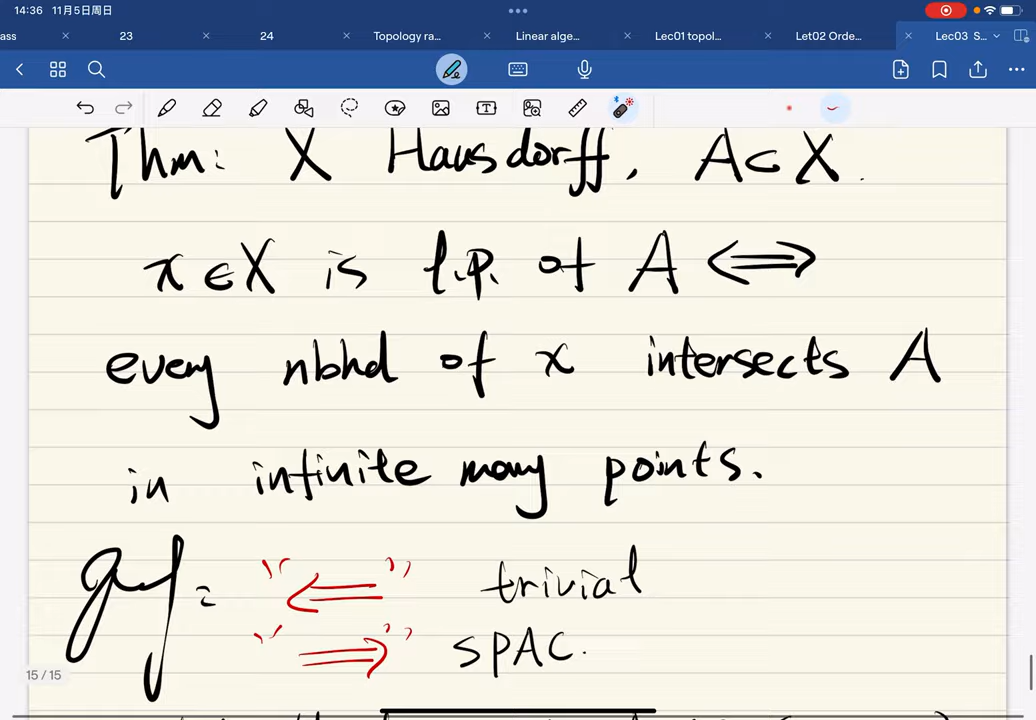 14:36 11月5日周日
ass 23 24 Topology ra... Linear alge... Lec01 topol... Let02 Orde... Lec03 S...
Thm: X Hausdorff, A⊂X.
x∈X is l.p. of A ⟺
every nbhd of x intersects A
in infinite many points.
"⟸" trivial
"⟹" SPAC.
15/15